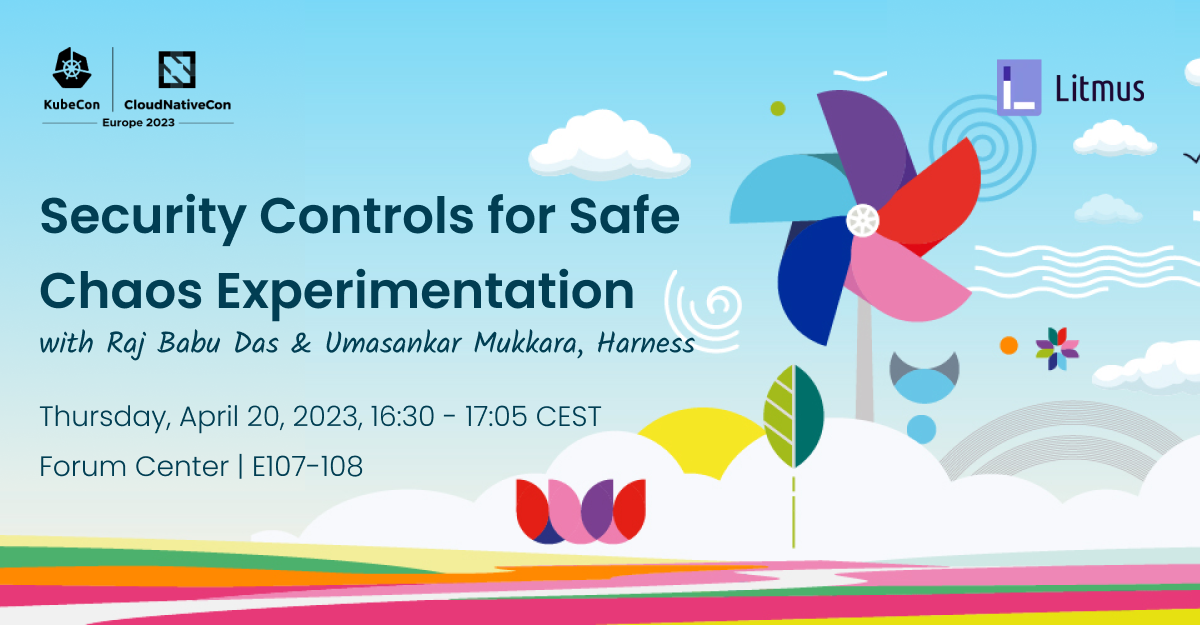 KubeCon
CloudNativeCon
Europe 2023
Litmus
Security Controls for Safe
Chaos Experimentation
with Raj Babu Das & Umasankar Mukkara, Harness
Thursday, April 20, 2023, 16:30 - 17:05 CEST
Forum Center | E107-108